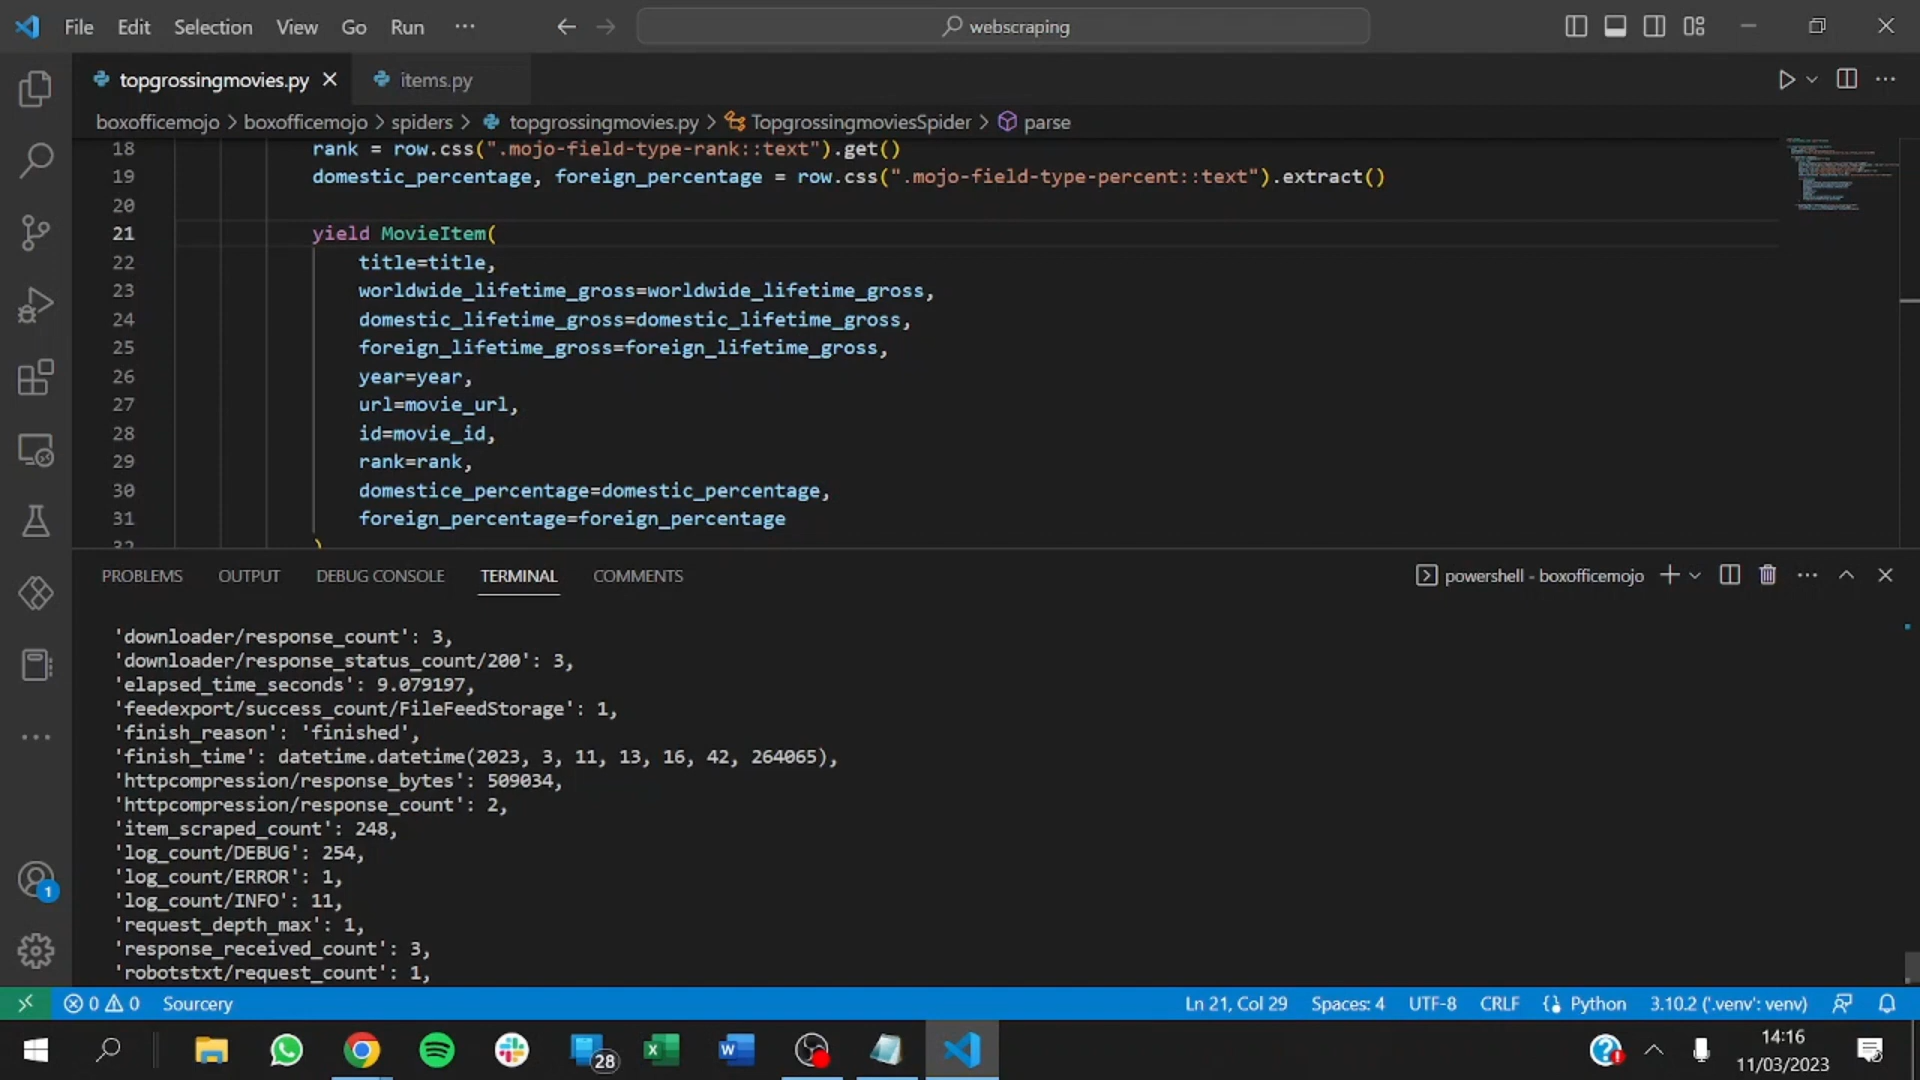 File Edit Selection View Go Run ··· webscraping
topgrossingmovies.py items.py
boxofficemojo > boxofficemojo > spiders > topgrossingmovies.py > TopgrossingmoviesSpider > parse
18 rank = row.css(".mojo-field-type-rank::text").get()
19 domestic_percentage, foreign_percentage = row.css(".mojo-field-type-percent::text").extract()
20
21 yield MovieItem(
22 title=title,
23 worldwide_lifetime_gross=worldwide_lifetime_gross,
24 domestic_lifetime_gross=domestic_lifetime_gross,
25 foreign_lifetime_gross=foreign_lifetime_gross,
26 year=year,
27 url=movie_url,
28 id=movie_id,
29 rank=rank,
30 domestice_percentage=domestic_percentage,
31 foreign_percentage=foreign_percentage
32 )
PROBLEMS OUTPUT DEBUG CONSOLE TERMINAL COMMENTS powershell - boxofficemojo
'downloader/response_count': 3,
'downloader/response_status_count/200': 3,
'elapsed_time_seconds': 9.079197,
'feedexport/success_count/FileFeedStorage': 1,
'finish_reason': 'finished',
'finish_time': datetime.datetime(2023, 3, 11, 13, 16, 42, 264065),
'httpcompression/response_bytes': 509034,
'httpcompression/response_count': 2,
'item_scraped_count': 248,
'log_count/DEBUG': 254,
'log_count/ERROR': 1,
'log_count/INFO': 11,
'request_depth_max': 1,
'response_received_count': 3,
'robotstxt/request_count': 1,
1
0 0 Sourcery Ln 21, Col 29 Spaces: 4 UTF-8 CRLF Python 3.10.2 ('.venv': venv)
28
14:16
11/03/2023